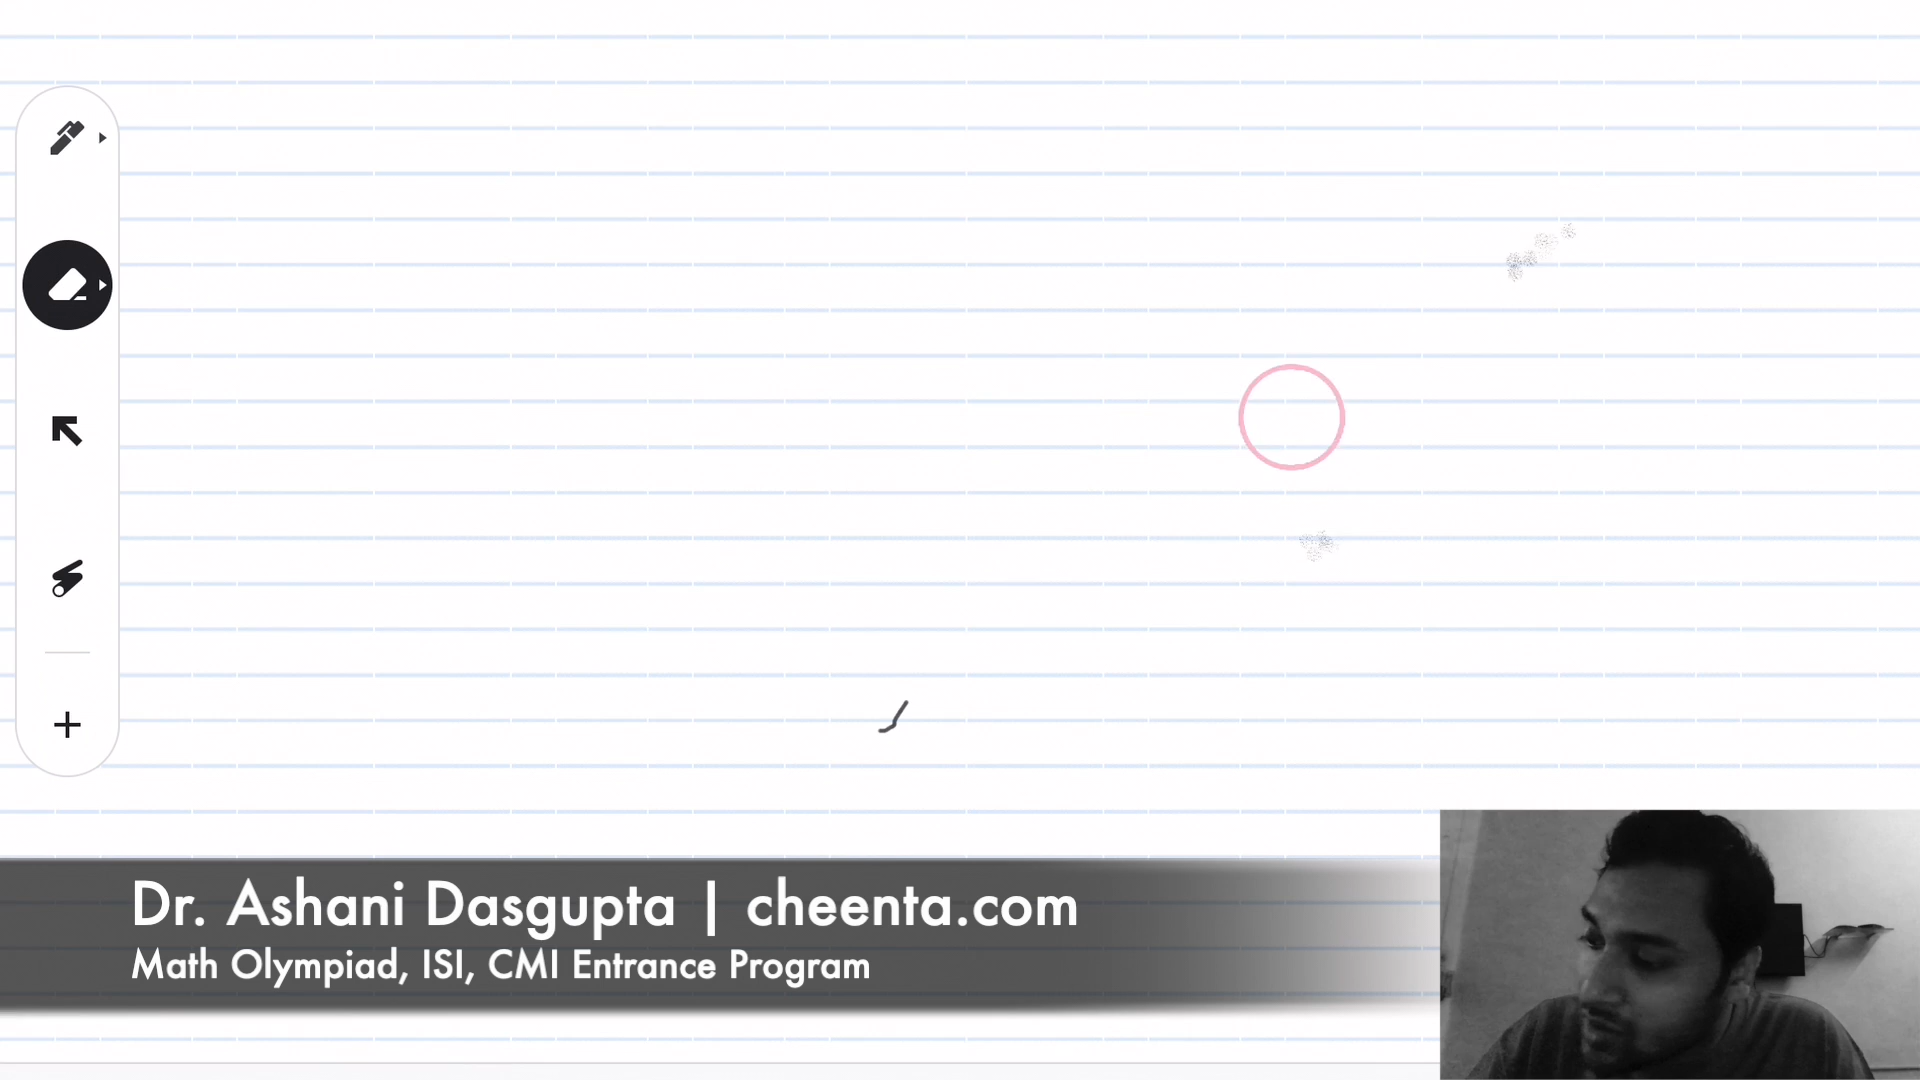 Dr. Ashani Dasgupta | cheenta.com
Math Olympiad, ISI, CMI Entrance Program